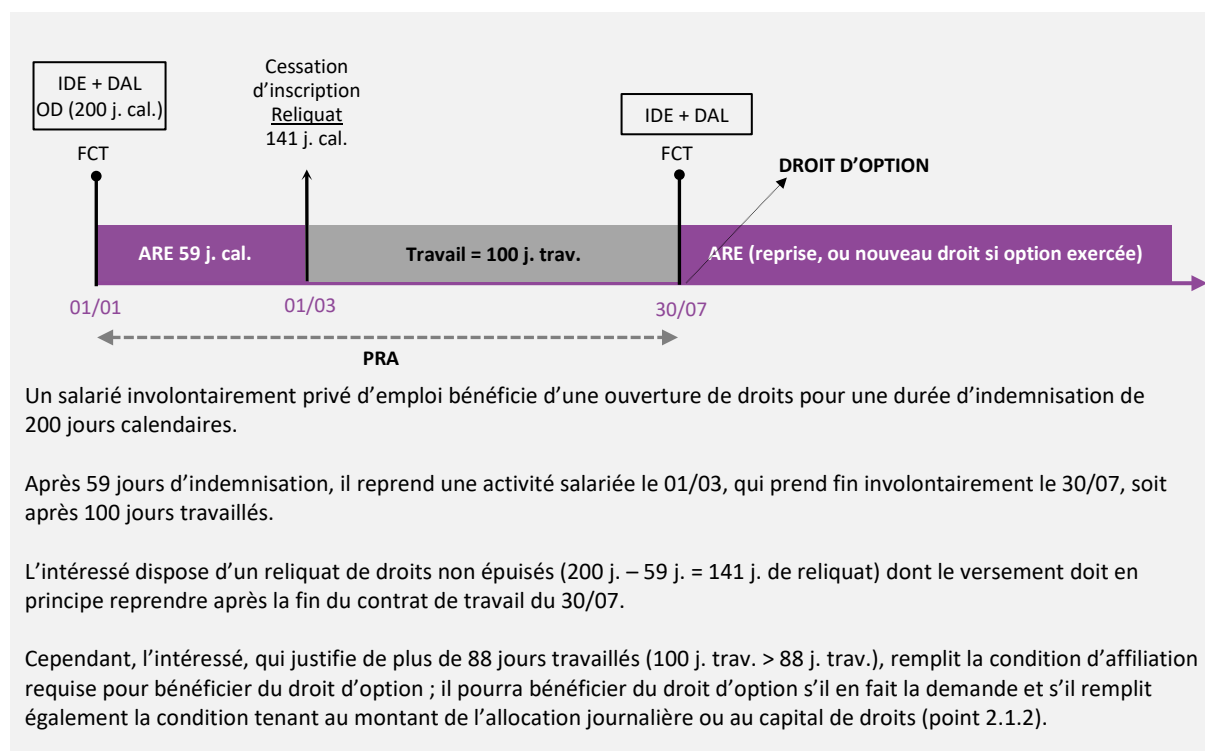 IDE + DAL
OD (200 j. cal.)
FCT
Cessation
d’inscription
Reliquat
141 j. cal.
IDE + DAL
FCT
DROIT D’OPTION
ARE 59 j. cal.
Travail = 100 j. trav.
ARE (reprise, ou nouveau droit si option exercée)
01/01
01/03
30/07
PRA
Un salarié involontairement privé d’emploi bénéficie d’une ouverture de droits pour une durée d’indemnisation de
200 jours calendaires.
Après 59 jours d’indemnisation, il reprend une activité salariée le 01/03, qui prend fin involontairement le 30/07, soit
après 100 jours travaillés.
L’intéressé dispose d’un reliquat de droits non épuisés (200 j. – 59 j. = 141 j. de reliquat) dont le versement doit en
principe reprendre après la fin du contrat de travail du 30/07.
Cependant, l’intéressé, qui justifie de plus de 88 jours travaillés (100 j. trav. > 88 j. trav.), remplit la condition d’affiliation
requise pour bénéficier du droit d’option ; il pourra bénéficier du droit d’option s’il en fait la demande et s’il remplit
également la condition tenant au montant de l’allocation journalière ou au capital de droits (point 2.1.2).